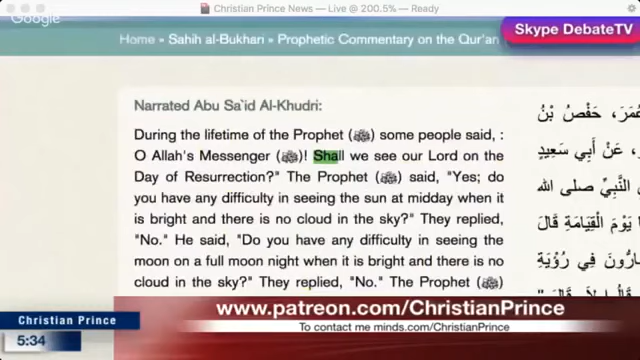 Christian Prince News — Live @ 200.5% — Ready
Google
Skype DebateTV
Home » Sahih al-Bukhari » Prophetic Commentary on the Qur'an
Narrated Abu Sa`id Al-Khudri:
During the lifetime of the Prophet (ﷺ) some people said, :
O Allah's Messenger (ﷺ)! Shall we see our Lord on the
Day of Resurrection?" The Prophet (ﷺ) said, "Yes; do
you have any difficulty in seeing the sun at midday when it
is bright and there is no cloud in the sky?" They replied,
"No." He said, "Do you have any difficulty in seeing the
moon on a full moon night when it is bright and there is no
cloud in the sky?" They replied, "No." The Prophet (ﷺ)
عُمَرَ، حَفْصُ بْنُ
، عَنْ أَبِي سَعِيدٍ
النَّبِيِّ صلى الله
يَوْمَ الْقِيَامَةِ قَالَ
ضَارُّونَ فِي رُؤْيَةِ
قَالُوا لاَ قَالَ
www.patreon.com/ChristianPrince
To contact me minds.com/ChristianPrince
Christian Prince
5:34